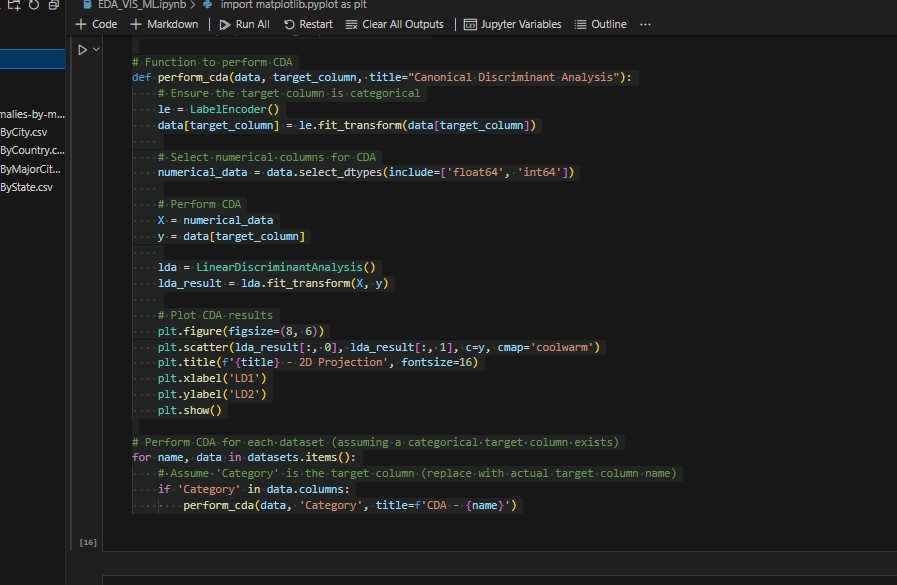 EDA_VIS_ML.ipynb > import matplotlib.pyplot as plt
+ Code + Markdown | Run All Restart Clear All Outputs | Jupyter Variables Outline ...
# Function to perform CDA
def perform_cda(data, target_column, title="Canonical Discriminant Analysis"):
# Ensure the target column is categorical
le = LabelEncoder()
data[target_column] = le.fit_transform(data[target_column])
# Select numerical columns for CDA
numerical_data = data.select_dtypes(include=['float64', 'int64'])
# Perform CDA
X = numerical_data
y = data[target_column]
lda = LinearDiscriminantAnalysis()
lda_result = lda.fit_transform(X, y)
# Plot CDA results
plt.figure(figsize=(8, 6))
plt.scatter(lda_result[:, 0], lda_result[:, 1], c=y, cmap='coolwarm')
plt.title(f'{title} - 2D Projection', fontsize=16)
plt.xlabel('LD1')
plt.ylabel('LD2')
plt.show()
# Perform CDA for each dataset (assuming a categorical target column exists)
for name, data in datasets.items():
# Assume 'Category' is the target column (replace with actual target column name)
if 'Category' in data.columns:
perform_cda(data, 'Category', title=f'CDA - {name}')
[16]
malies-by-m...
ByCity.csv
ByCountry.c...
ByMajorCit...
ByState.csv